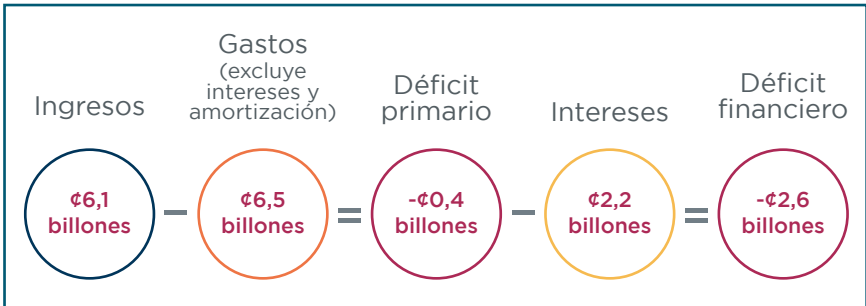 Ingresos
Gastos
(excluye
intereses y
amortización)
Déficit
primario
Intereses
Déficit
financiero
¢6,1
billones
–
¢6,5
billones
=
-¢0,4
billones
–
¢2,2
billones
=
-¢2,6
billones